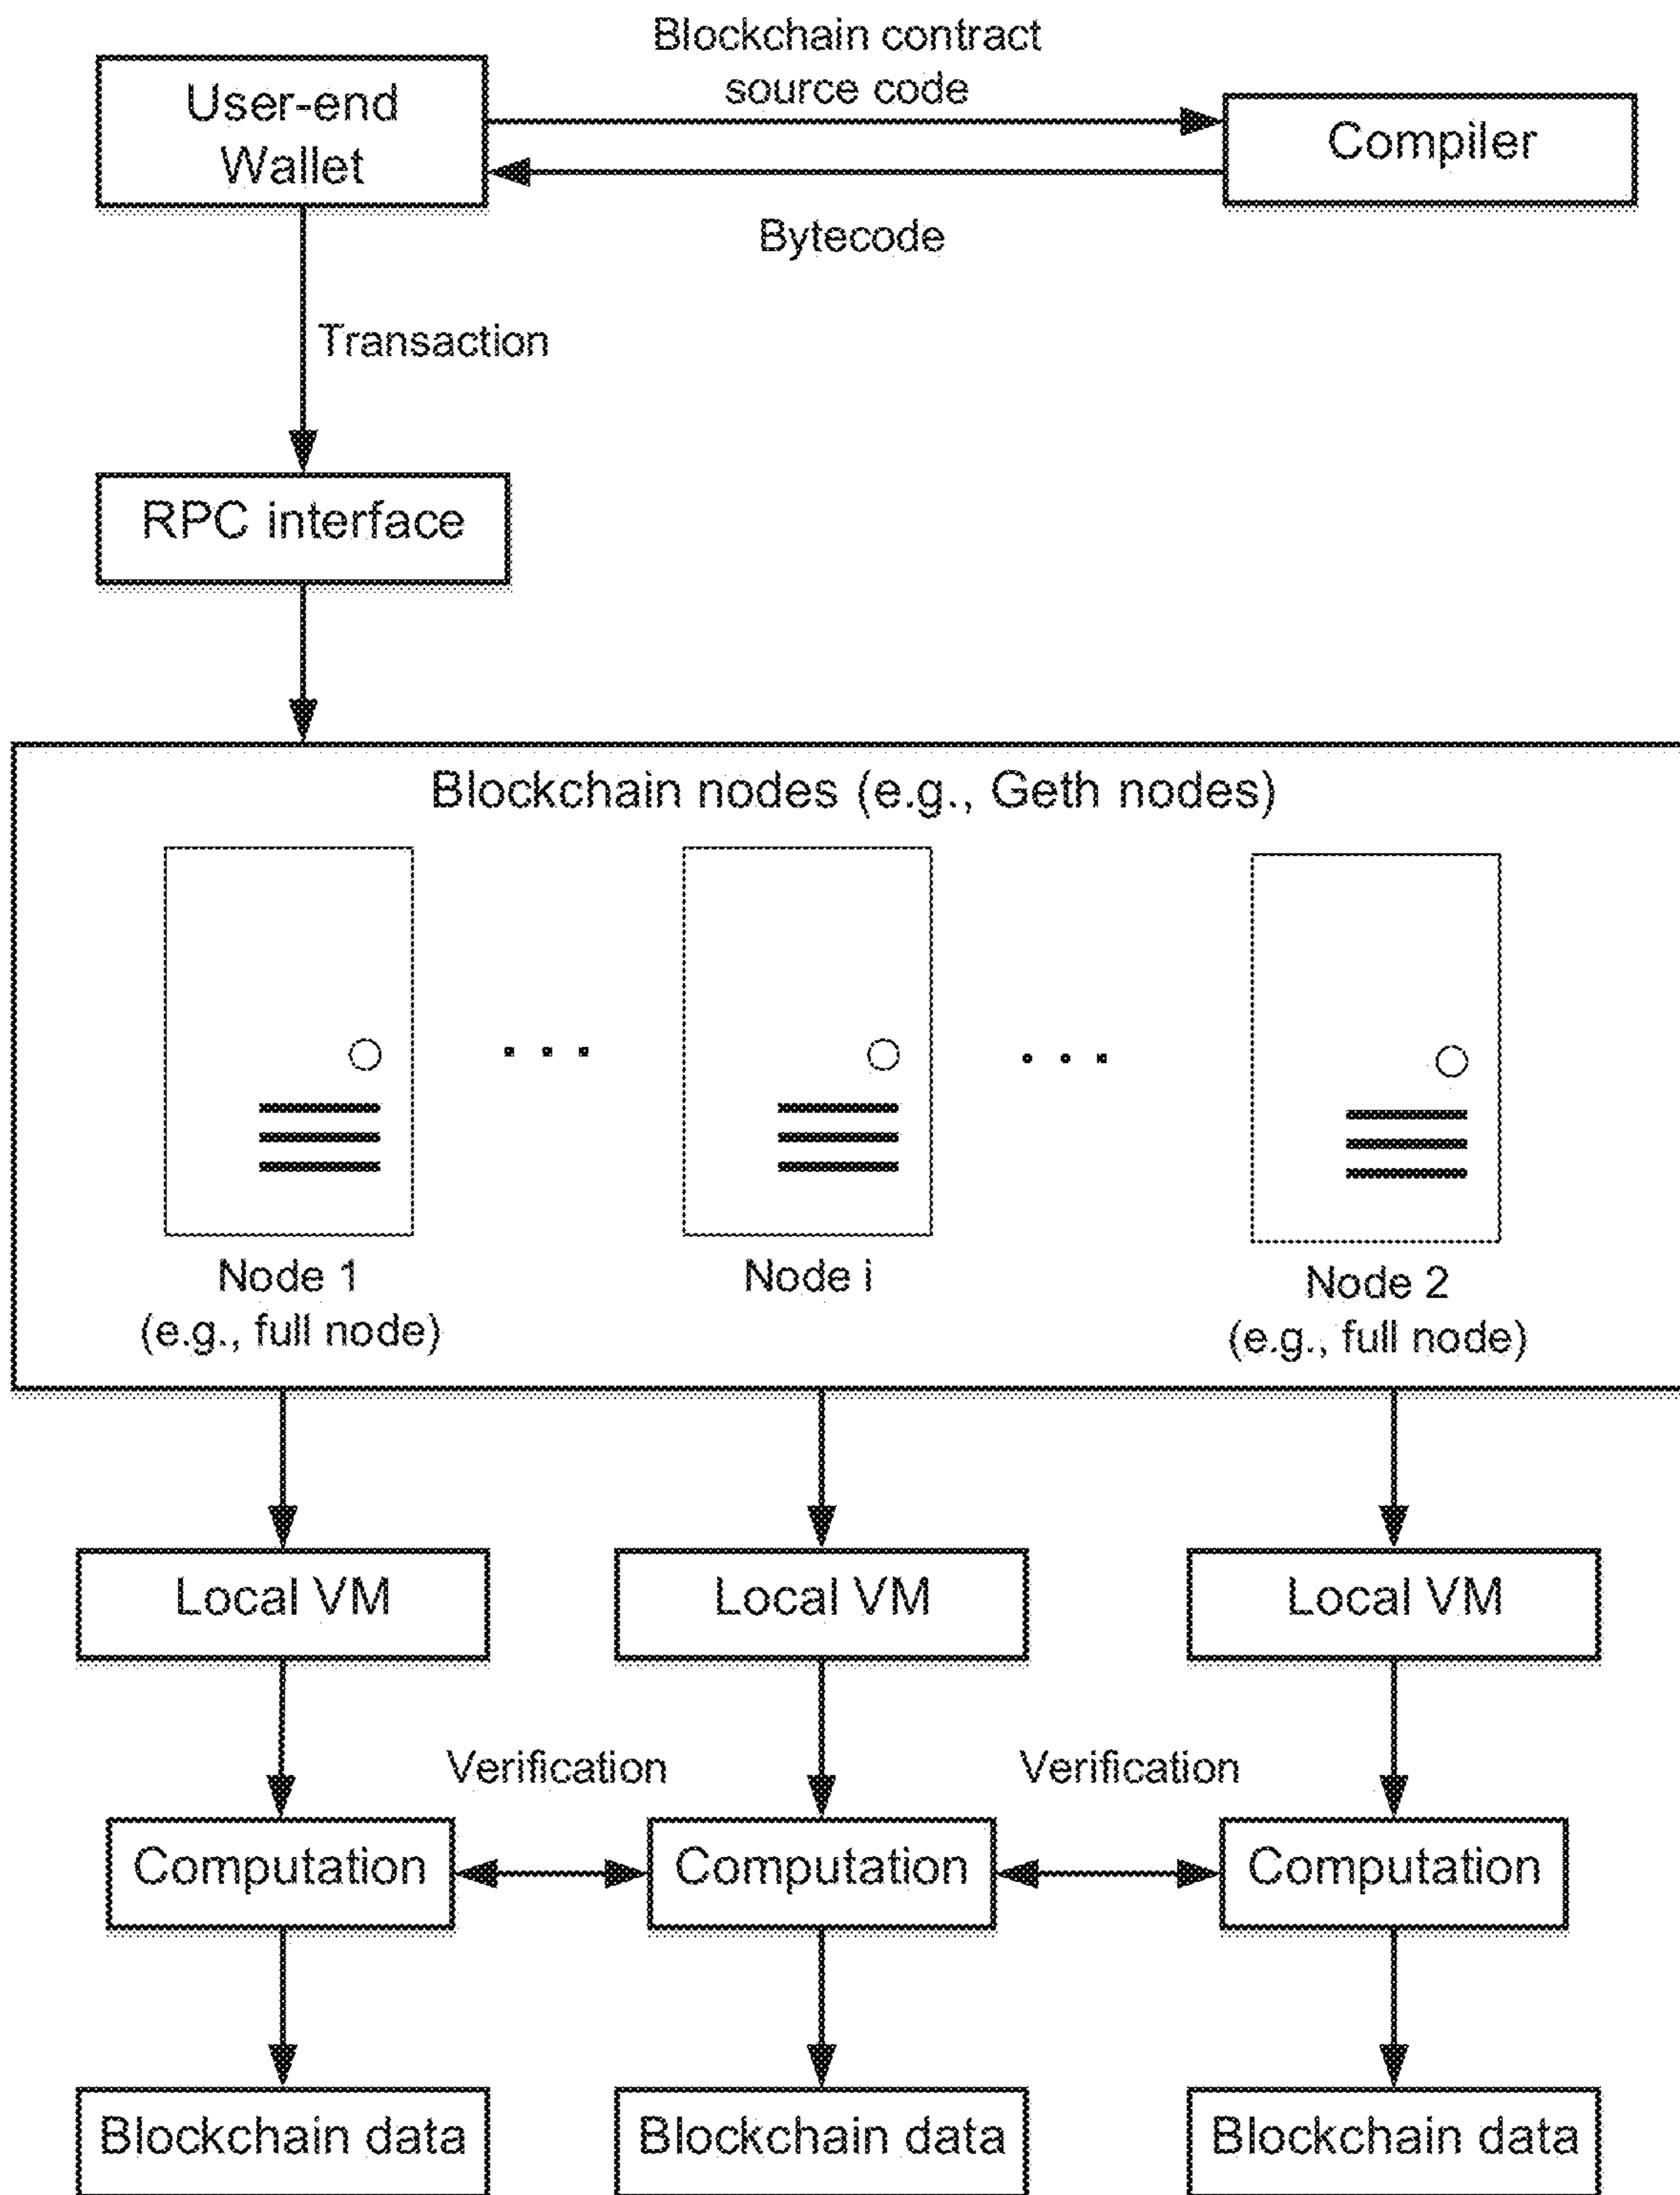 Blockchain contract
source code
User-end
Wallet
Compiler
Bytecode
Transaction
RPC interface
Blockchain nodes (e.g., Geth nodes)
Node 1
(e.g., full node)
Node i
Node 2
(e.g., full node)
Local VM
Local VM
Local VM
Verification
Verification
Computation
Computation
Computation
Blockchain data
Blockchain data
Blockchain data